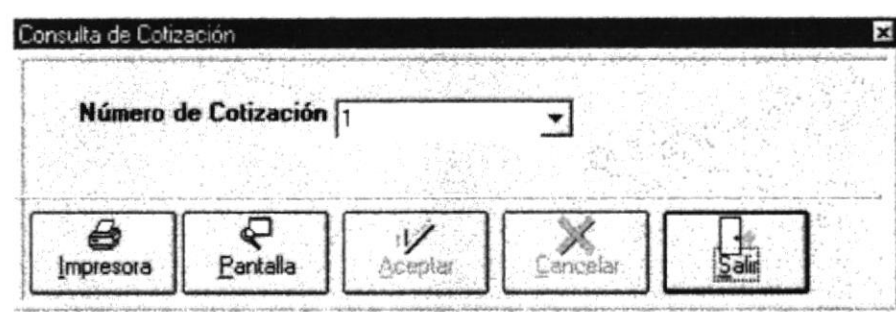 Consulta de Cotización
Número de Cotización 1
Impresora Pantalla Aceptar Cancelar Salir